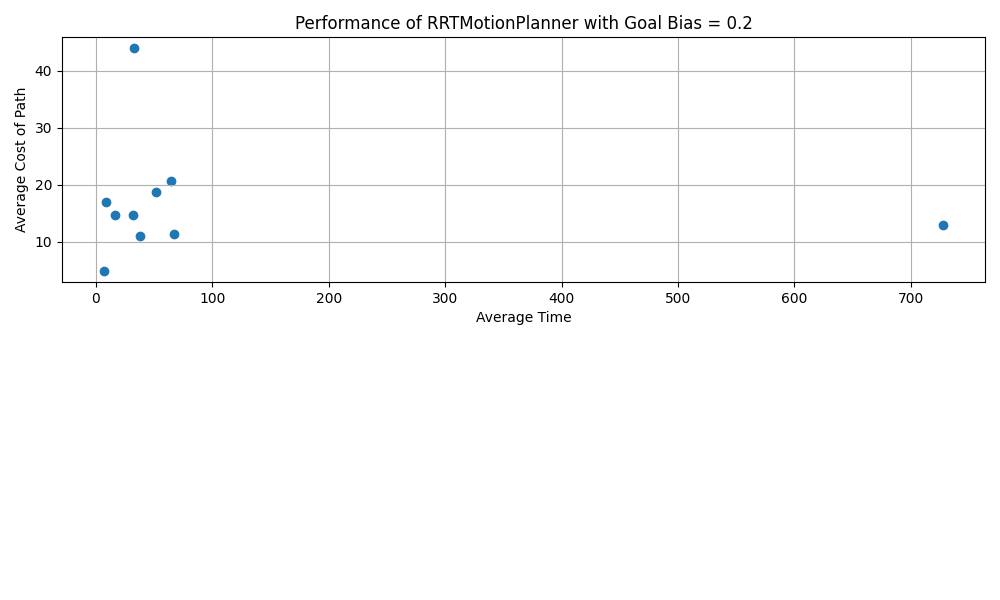 Performance of RRTMotionPlanner with Goal Bias = 0.2
Average Cost of Path
40
30
20
10
0 100 200 300 400 500 600 700
Average Time